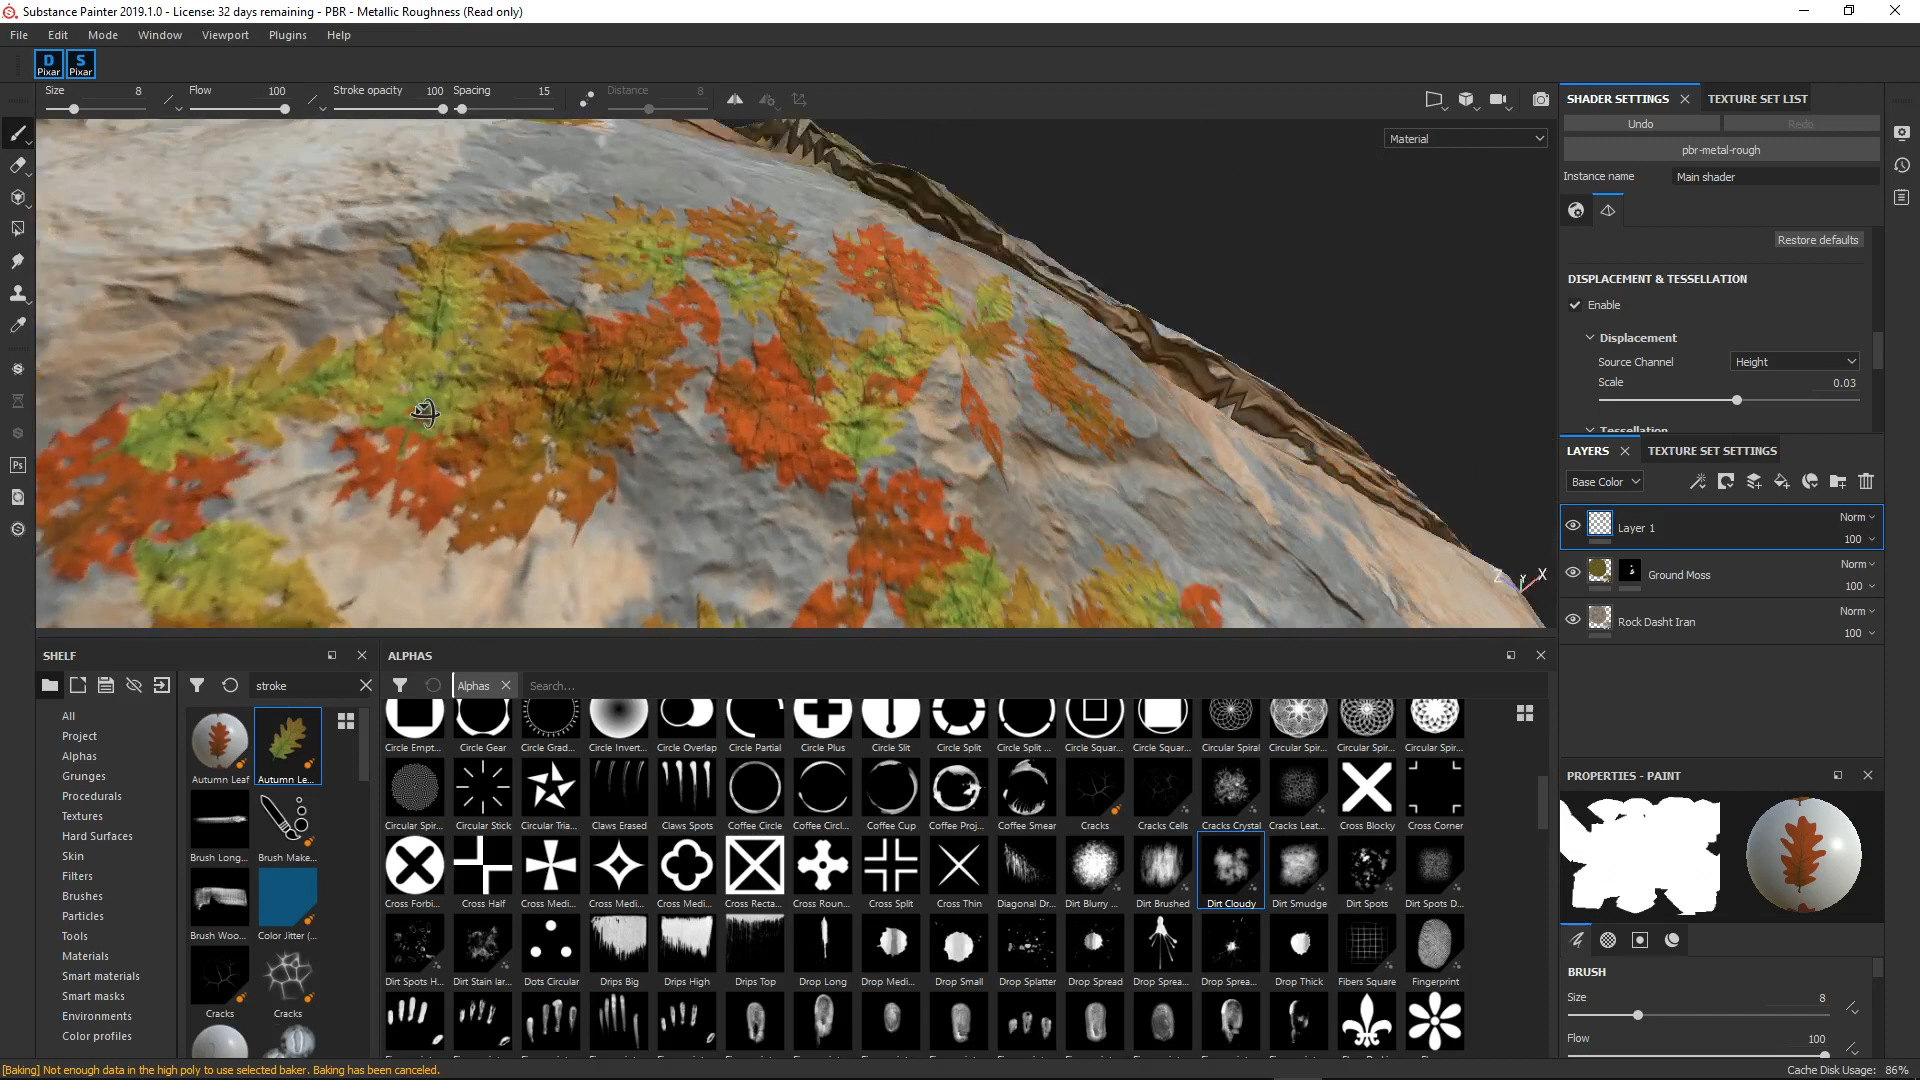 Substance Painter 2019.1.0 - License: 32 days remaining - PBR - Metallic Roughness (Read only)
File Edit Mode Window Viewport Plugins Help
D Pixar
S Pixar
Size 8 Flow 100 Stroke opacity 100 Spacing 15 Distance 8
Material
Z Y X
SHADER SETTINGS TEXTURE SET LIST
Undo Redo
pbr-metal-rough
Instance name Main shader
Restore defaults
DISPLACEMENT & TESSELLATION
Enable
Displacement
Source Channel Height
Scale 0.03
Tessellation
LAYERS TEXTURE SET SETTINGS
Base Color
Layer 1 Norm 100
Ground Moss Norm 100
Rock Dasht Iran Norm 100
PROPERTIES - PAINT
BRUSH
Size 8
Flow 100
Ps
SHELF
stroke
All
Project
Alphas
Grunges
Procedurals
Textures
Hard Surfaces
Skin
Filters
Brushes
Particles
Tools
Materials
Smart materials
Smart masks
Environments
Color profiles
Autumn Leaf Autumn Le...
Brush Long... Brush Make...
Brush Woo... Color Jitter (...
Cracks Cracks
ALPHAS
Alphas Search...
Circle Empt... Circle Gear Circle Grad... Circle Invert... Circle Overlap Circle Partial Circle Plus Circle Slit Circle Split Circle Split ... Circle Squar... Circle Squar... Circular Spiral Circular Spir... Circular Spir... Circular Spir...
Circular Spir... Circular Stick Circular Tria... Claws Erased Claws Spots Coffee Circle Coffee Circl... Coffee Cup Coffee Proj... Coffee Smear Cracks Cracks Cells Cracks Crystal Cracks Leat... Cross Blocky Cross Corner
Cross Forbi... Cross Half Cross Medi... Cross Medi... Cross Medi... Cross Recta... Cross Roun... Cross Split Cross Thin Diagonal Dr... Dirt Blurry ... Dirt Brushed Dirt Cloudy Dirt Smudge Dirt Spots Dirt Spots D...
Dirt Spots H... Dirt Stain lar... Dots Circular Drips Big Drips High Drips Top Drop Long Drop Medi... Drop Small Drop Splatter Drop Spread Drop Sprea... Drop Sprea... Drop Thick Fibers Square Fingerprint
[Baking] Not enough data in the high poly to use selected baker. Baking has been canceled.
Cache Disk Usage: 86%